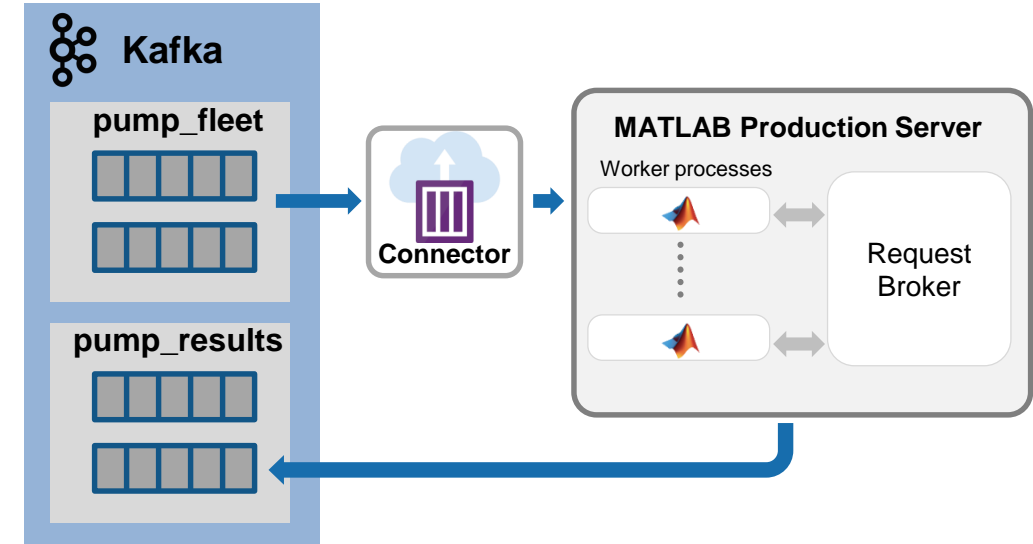 Kafka
pump_fleet
pump_results
Connector
MATLAB Production Server
Worker processes
Request
Broker